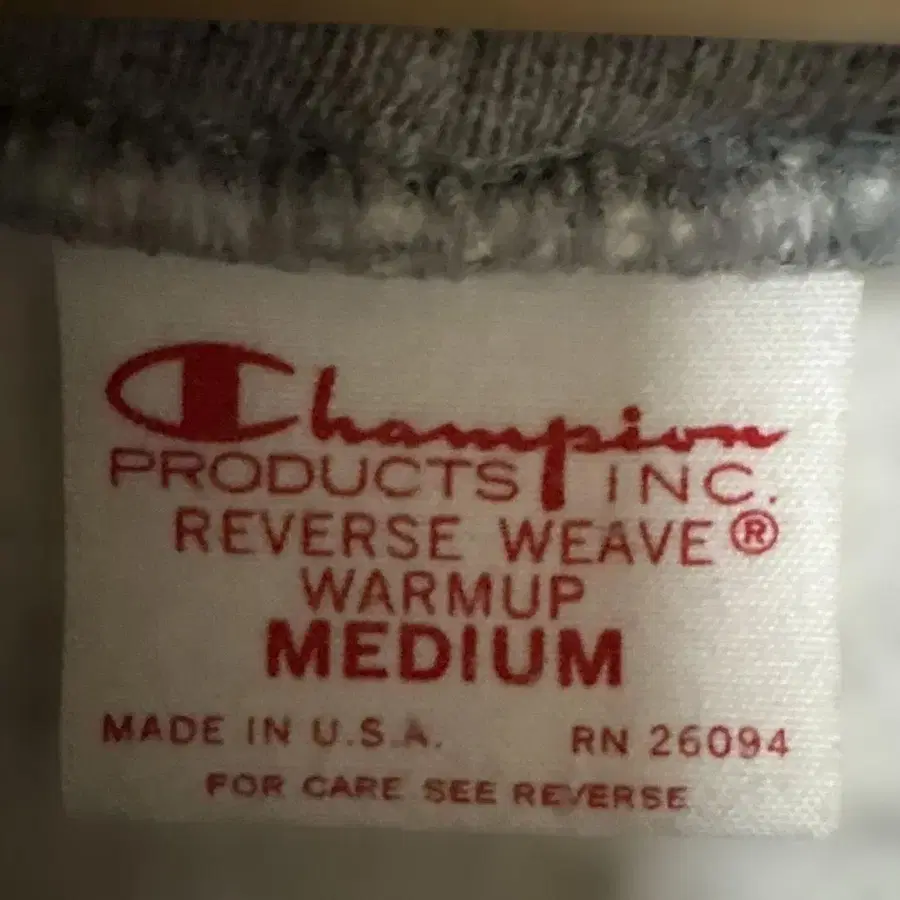 Champion
PRODUCTS INC.
REVERSE WEAVE®
WARMUP
MEDIUM
MADE IN U.S.A. RN 26094
FOR CARE SEE REVERSE